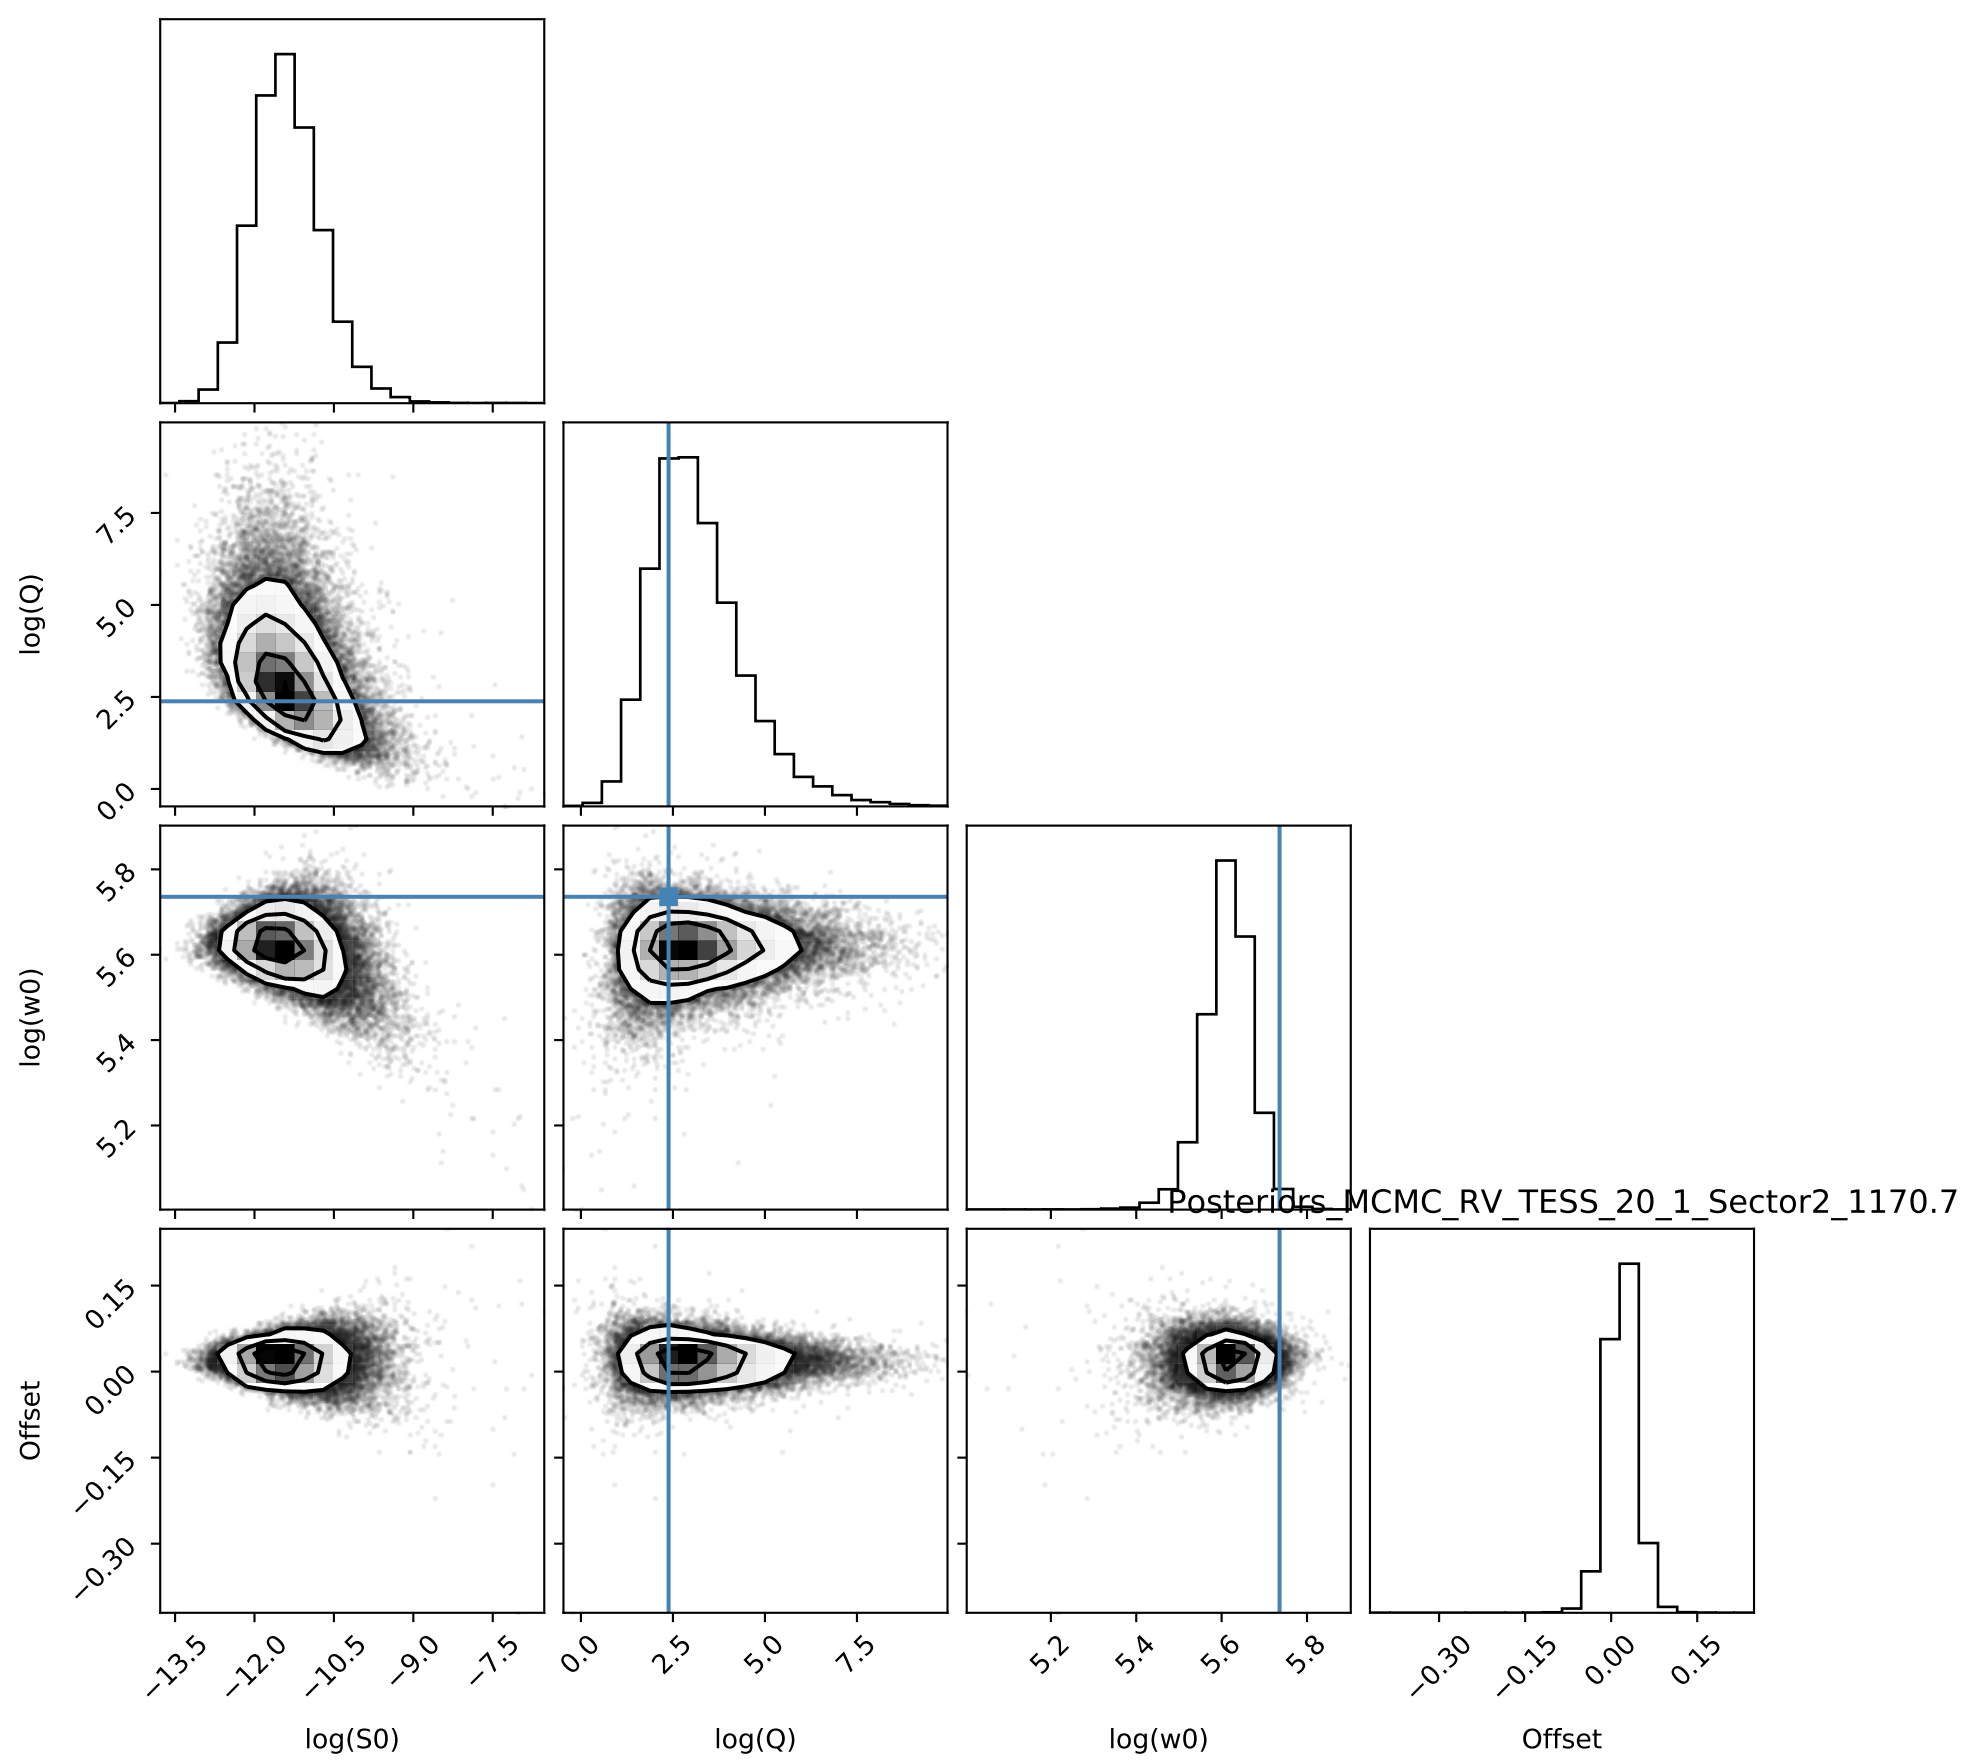 log(Q)
7.5
5.0
2.5
0.0
log(w0)
5.8
5.6
5.4
5.2
Posteriors_MCMC_RV_TESS_20_1_Sector2_1170.7
Offset
0.15
0.00
−0.15
−0.30
−13.5 −12.0 −10.5 −9.0 −7.5 0.0 2.5 5.0 7.5 5.2 5.4 5.6 5.8 −0.30 −0.15 0.00 0.15
log(S0) log(Q) log(w0) Offset